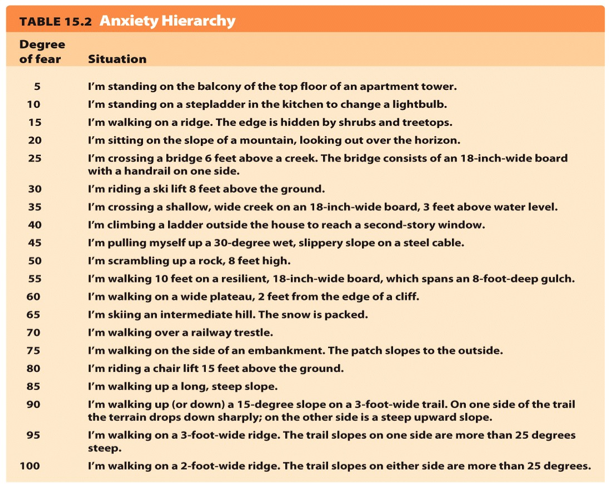 TABLE 15.2 Anxiety Hierarchy
Degree
of fear Situation
5 I'm standing on the balcony of the top floor of an apartment tower.
10 I'm standing on a stepladder in the kitchen to change a lightbulb.
15 I'm walking on a ridge. The edge is hidden by shrubs and treetops.
20 I'm sitting on the slope of a mountain, looking out over the horizon.
25 I'm crossing a bridge 6 feet above a creek. The bridge consists of an 18-inch-wide board
with a handrail on one side.
30 I'm riding a ski lift 8 feet above the ground.
35 I'm crossing a shallow, wide creek on an 18-inch-wide board, 3 feet above water level.
40 I'm climbing a ladder outside the house to reach a second-story window.
45 I'm pulling myself up a 30-degree wet, slippery slope on a steel cable.
50 I'm scrambling up a rock, 8 feet high.
55 I'm walking 10 feet on a resilient, 18-inch-wide board, which spans an 8-foot-deep gulch.
60 I'm walking on a wide plateau, 2 feet from the edge of a cliff.
65 I'm skiing an intermediate hill. The snow is packed.
70 I'm walking over a railway trestle.
75 I'm walking on the side of an embankment. The patch slopes to the outside.
80 I'm riding a chair lift 15 feet above the ground.
85 I'm walking up a long, steep slope.
90 I'm walking up (or down) a 15-degree slope on a 3-foot-wide trail. On one side of the trail
the terrain drops down sharply; on the other side is a steep upward slope.
95 I'm walking on a 3-foot-wide ridge. The trail slopes on one side are more than 25 degrees
steep.
100 I'm walking on a 2-foot-wide ridge. The trail slopes on either side are more than 25 degrees.